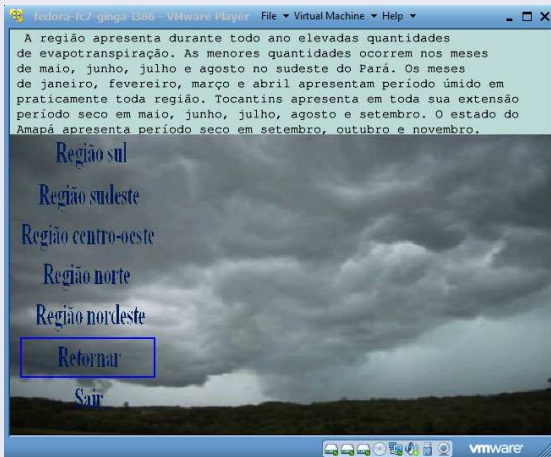 fedora-fc7-ginga-i386 - VMware Player File Virtual Machine Help
A região apresenta durante todo ano elevadas quantidades
de evapotranspiração. As menores quantidades ocorrem nos meses
de maio, junho, julho e agosto no sudeste do Pará. Os meses
de janeiro, fevereiro, março e abril apresentam período úmido em
praticamente toda região. Tocantins apresenta em toda sua extensão
período seco em maio, junho, julho, agosto e setembro. O estado do
Amapá apresenta período seco em setembro, outubro e novembro.
Região sul
Região sudeste
Região centro-oeste
Região norte
Região nordeste
Retornar
Sair
vmware